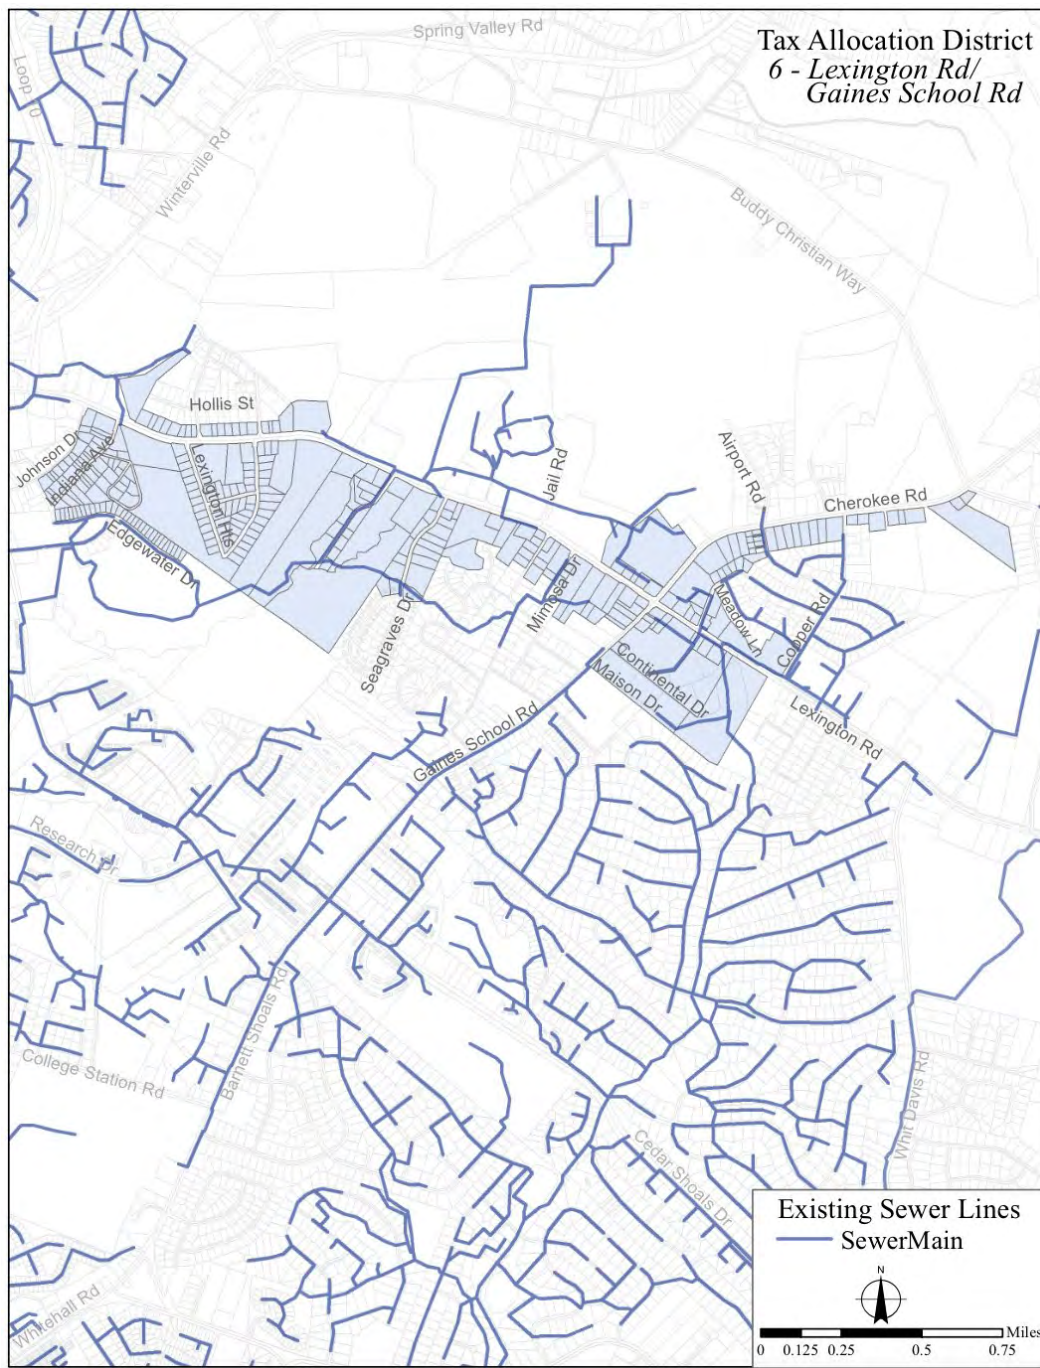 Tax Allocation District
6 - Lexington Rd/
Gaines School Rd
Spring Valley Rd
Loop 10
Winterville Rd
Buddy Christian Way
Hollis St
Johnson Dr
Indiana Ave
Lexington Hts
Edgewater Dr
Jail Rd
Airport Rd
Cherokee Rd
Seagraves Dr
Mimosa Dr
Meadow Ln
Copper Rd
Continental Dr
Maison Dr
Lexington Rd
Gaines School Rd
Research Dr
Barnett Shoals Rd
College Station Rd
Whit Davis Rd
Cedar Shoals Dr
Whitehall Rd
Existing Sewer Lines
SewerMain
N
Miles
0 0.125 0.25 0.5 0.75